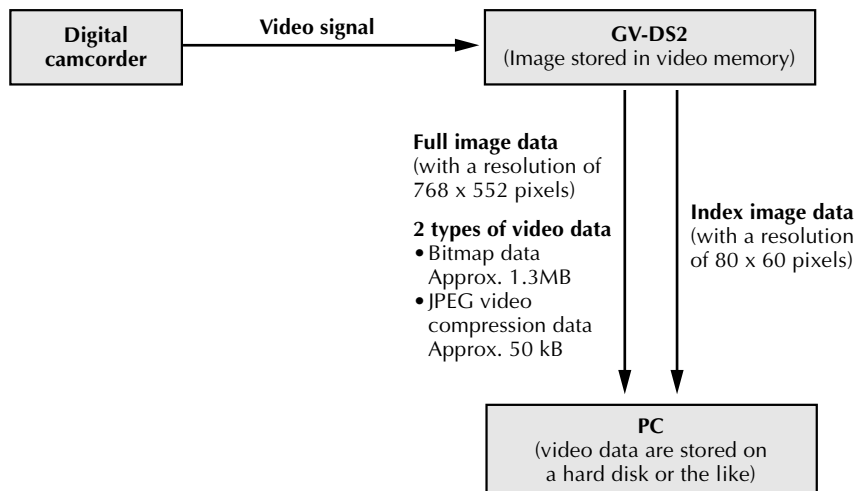 Digital
camcorder
Video signal
GV-DS2
(Image stored in video memory)
Full image data
(with a resolution of
768 x 552 pixels)
2 types of video data
•Bitmap data
Approx. 1.3MB
•JPEG video
compression data
Approx. 50 kB
Index image data
(with a resolution
of 80 x 60 pixels)
PC
(video data are stored on
a hard disk or the like)